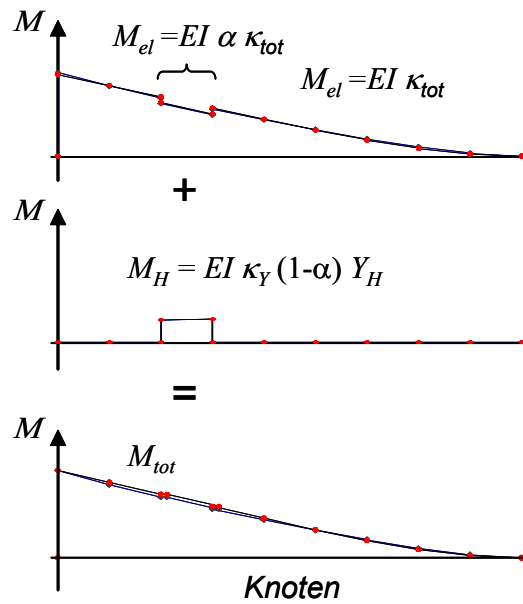 M
M_el =EI α κ_tot
M_el =EI κ_tot
+
M
M_H = EI κ_Y (1-α) Y_H
=
M
M_tot
Knoten